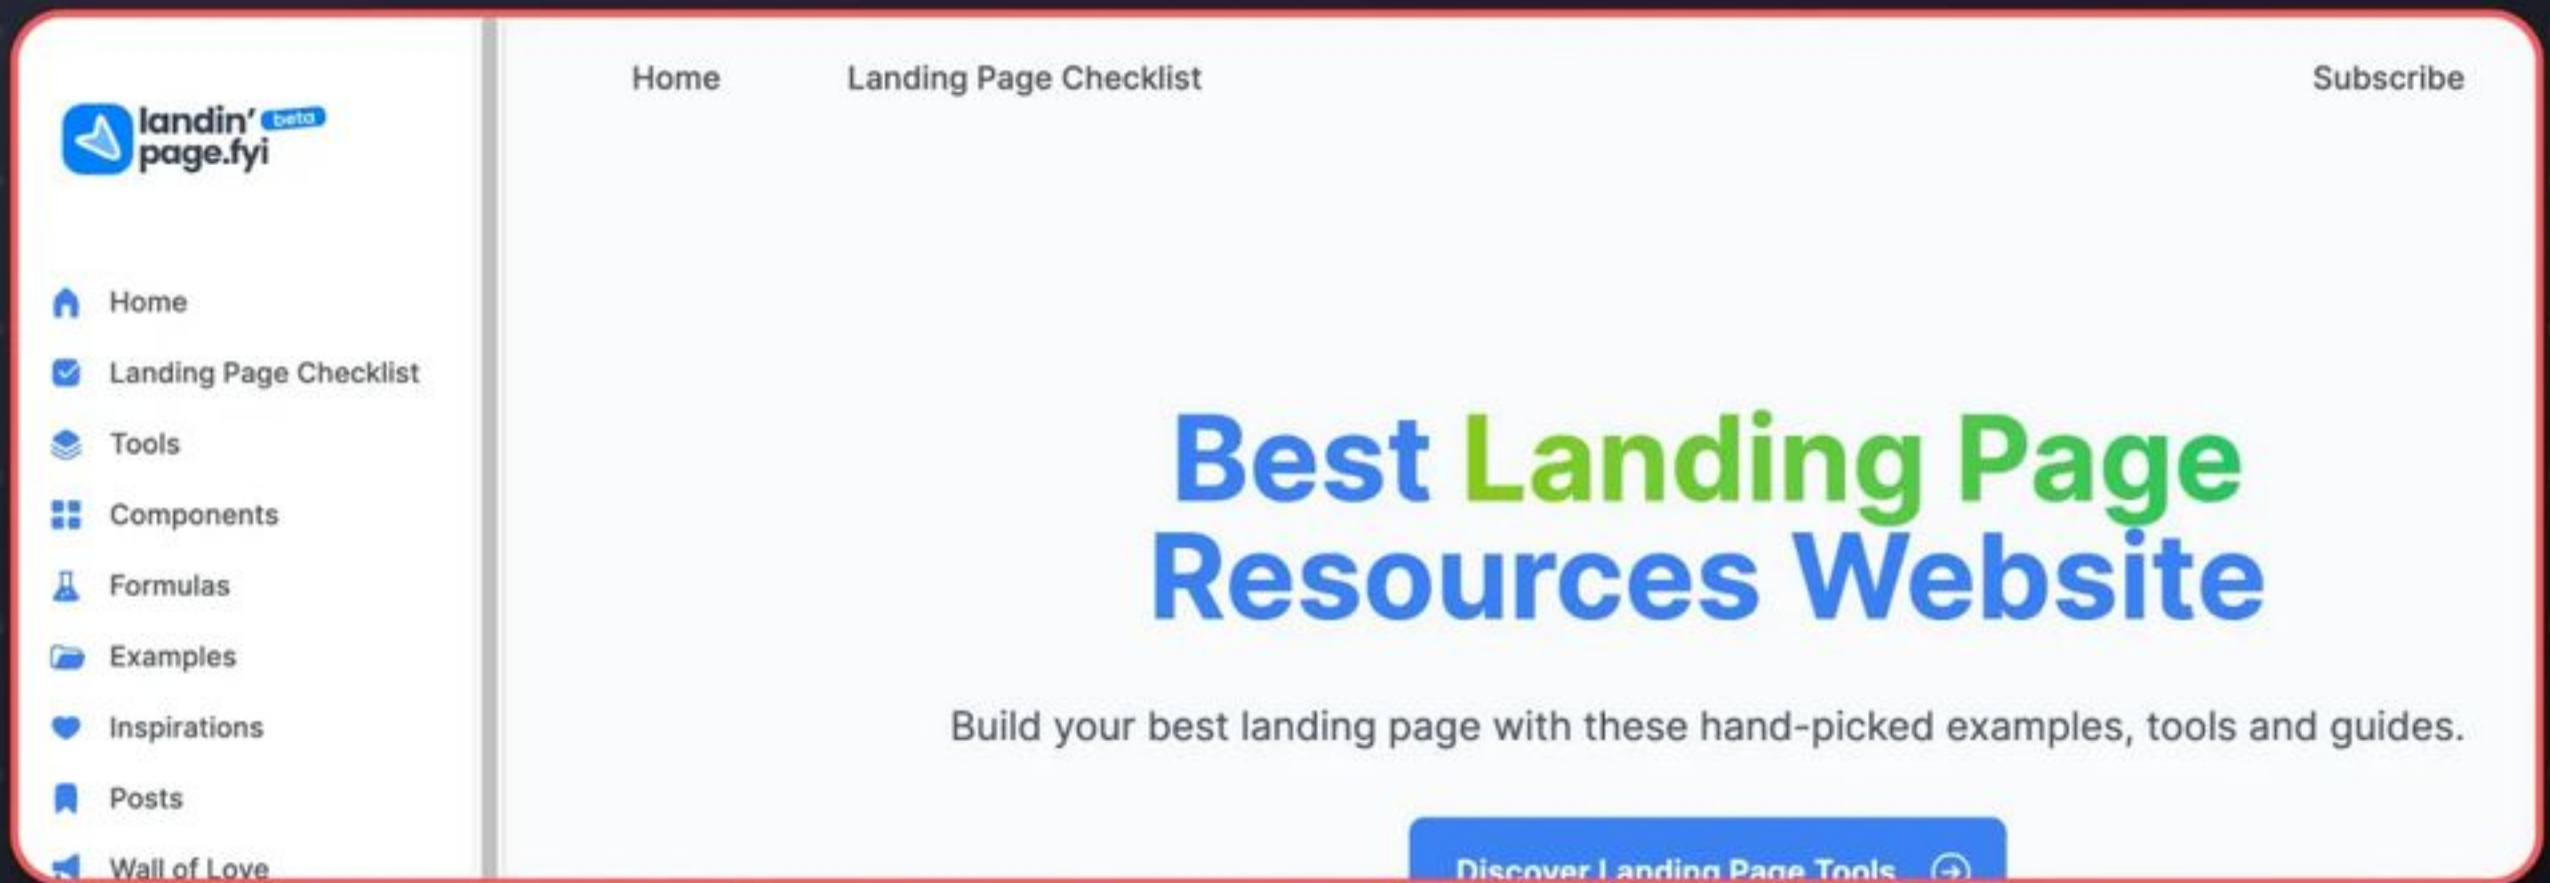 landin' beta
page.fyi
Home
Landing Page Checklist
Tools
Components
Formulas
Examples
Inspirations
Posts
Wall of Love
Home Landing Page Checklist Subscribe
Best Landing Page
Resources Website
Build your best landing page with these hand-picked examples, tools and guides.
Discover Landing Page Tools